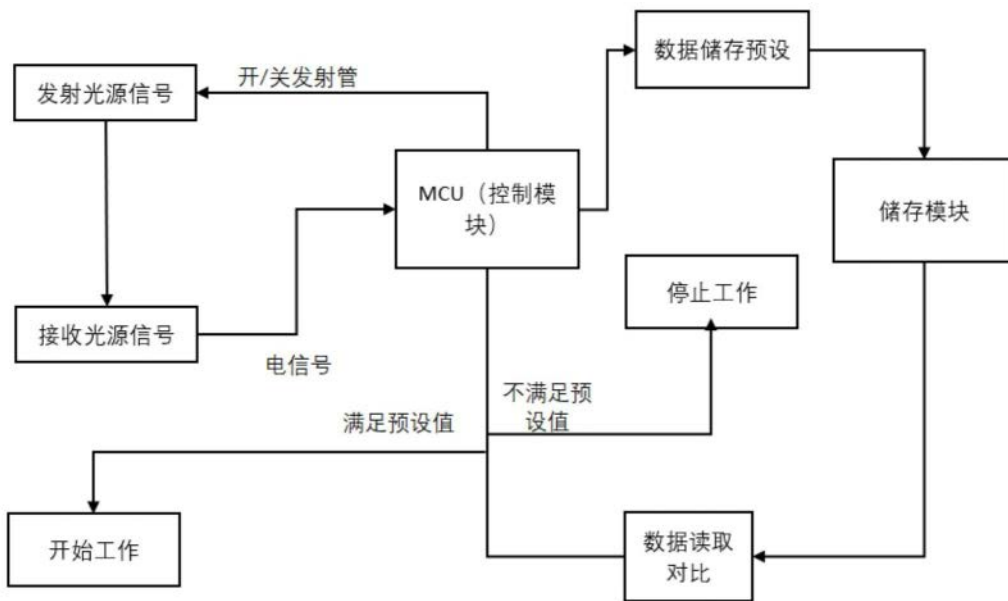 数据储存预设
开/关发射管
发射光源信号
MCU（控制模
块）
储存模块
停止工作
接收光源信号
电信号
不满足预
设值
满足预设值
开始工作
数据读取
对比